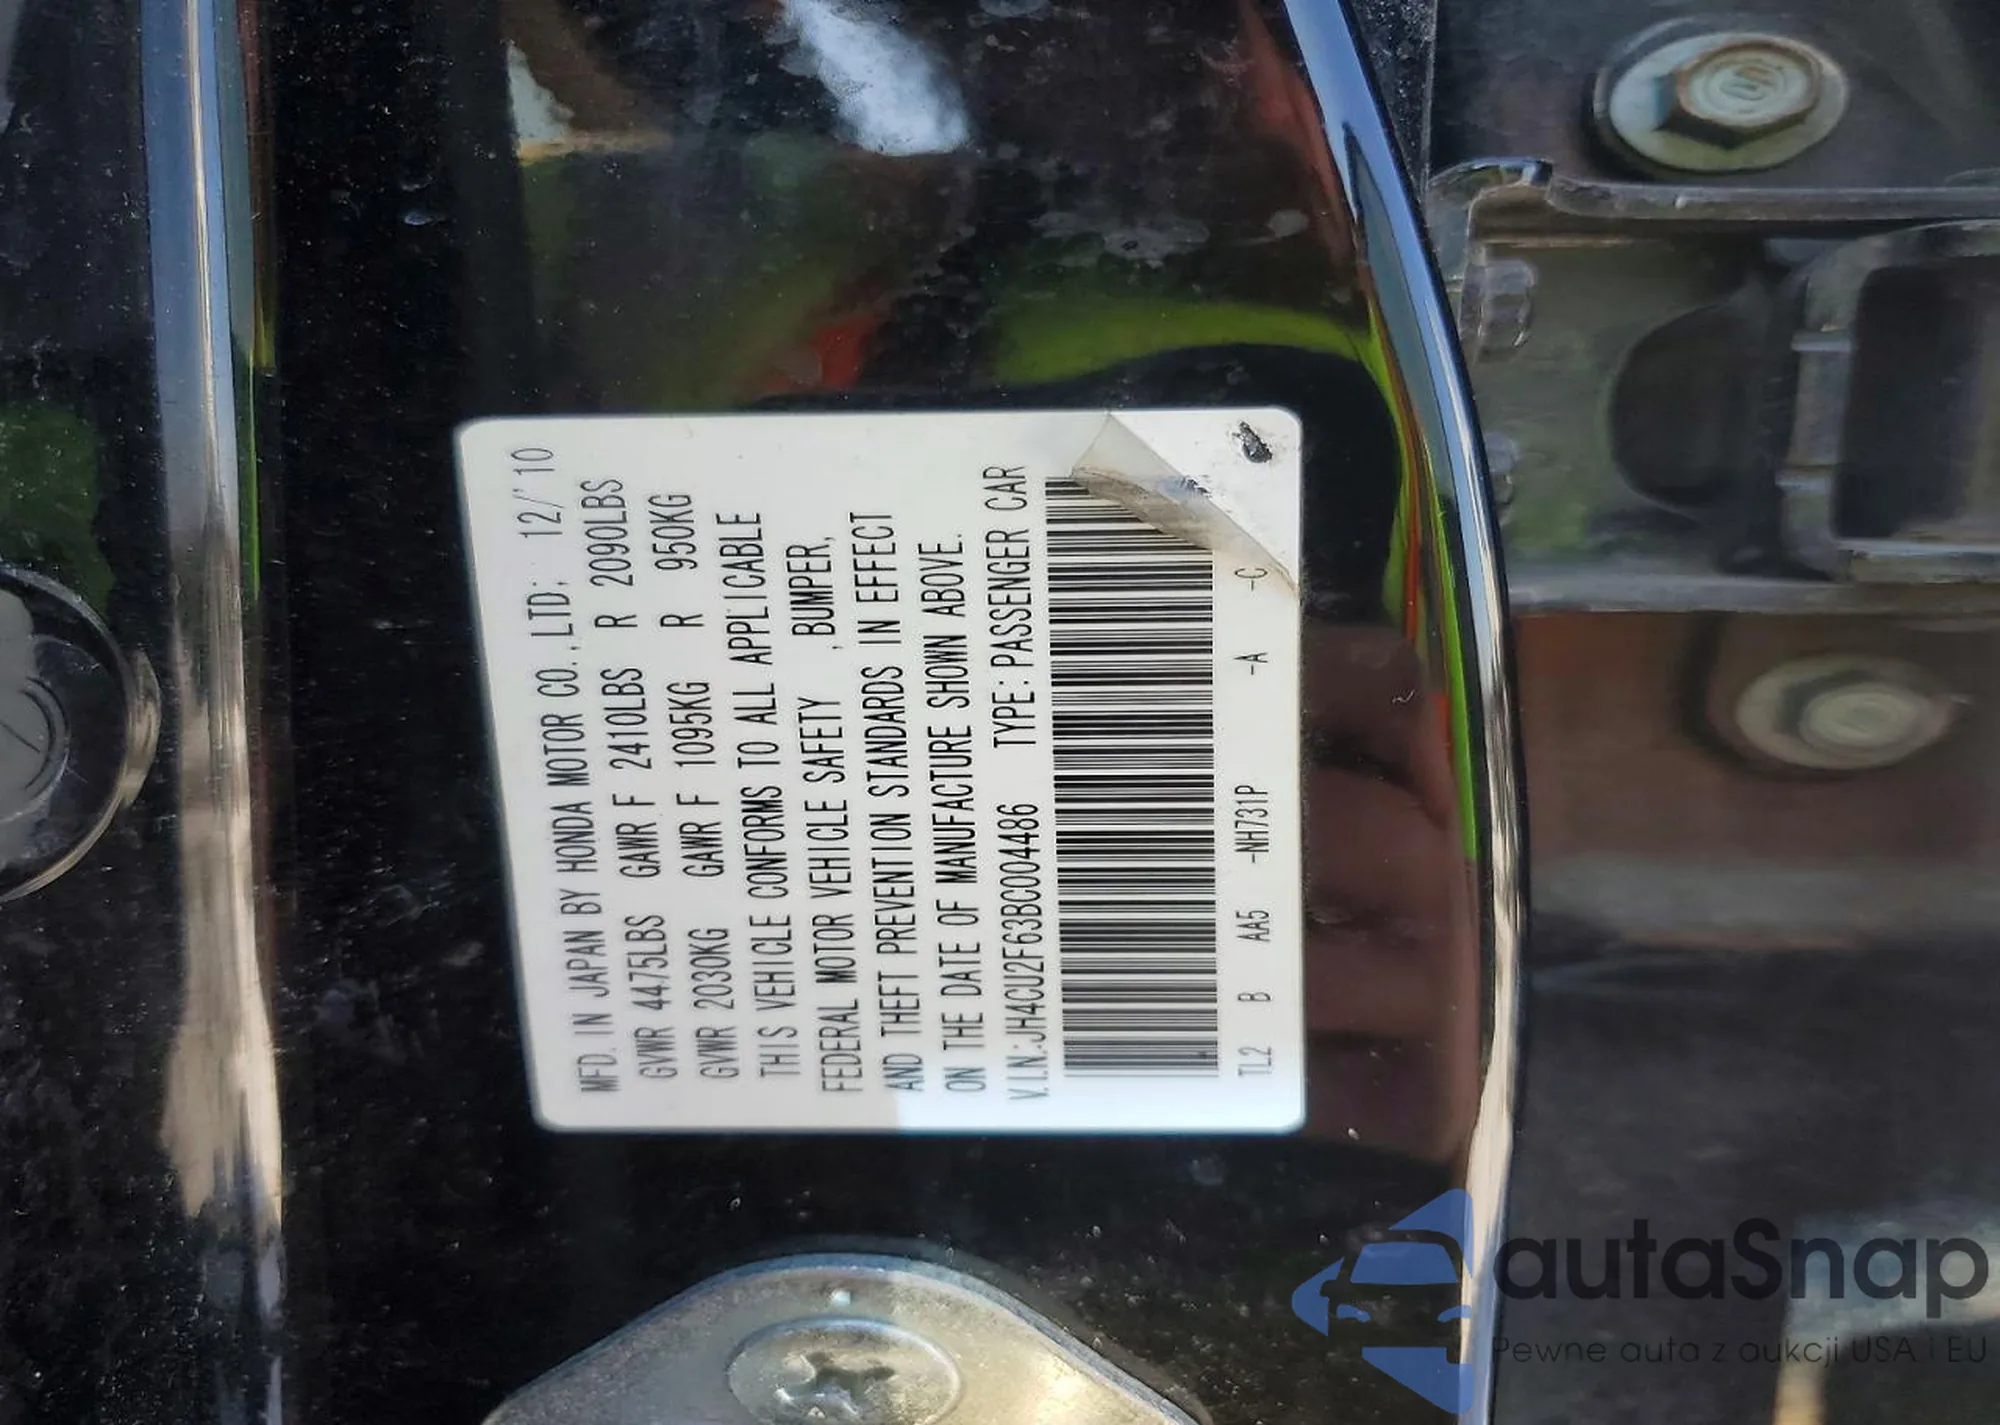 MFD. IN JAPAN BY HONDA MOTOR CO.,LTD; 12/'10
GVWR 4475LBS GAWR F 2410LBS R 2090LBS
GVWR 2030KG GAWR F 1095KG R 950KG
THIS VEHICLE CONFORMS TO ALL APPLICABLE
FEDERAL MOTOR VEHICLE SAFETY , BUMPER,
AND THEFT PREVENTION STANDARDS IN EFFECT
ON THE DATE OF MANUFACTURE SHOWN ABOVE.
V.I.N.:JH4CU2F63BC004486 TYPE:PASSENGER CAR
TL2 B AA5 -NH731P -A -C
autaSnap
Pewne auta z aukcji USA i EU